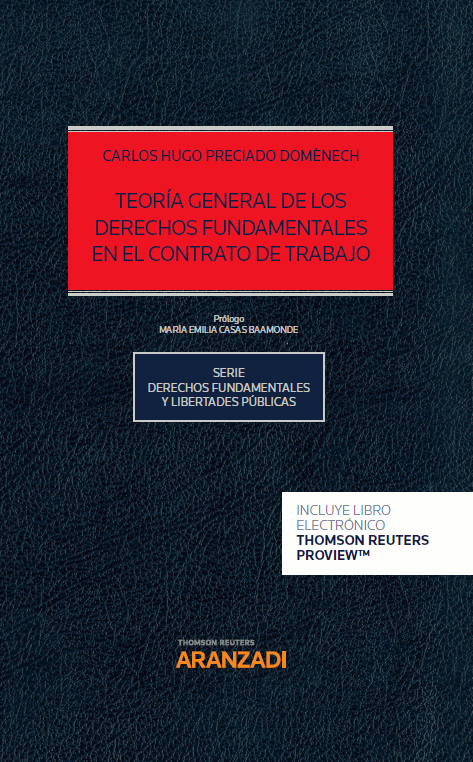 CARLOS HUGO PRECIADO DOMÈNECH
TEORÍA GENERAL DE LOS
DERECHOS FUNDAMENTALES
EN EL CONTRATO DE TRABAJO
Prólogo
MARÍA EMILIA CASAS BAAMONDE
SERIE
DERECHOS FUNDAMENTALES
Y LIBERTADES PÚBLICAS
INCLUYE LIBRO
ELECTRÓNICO
THOMSON REUTERS
PROVIEW™
THOMSON REUTERS
ARANZADI